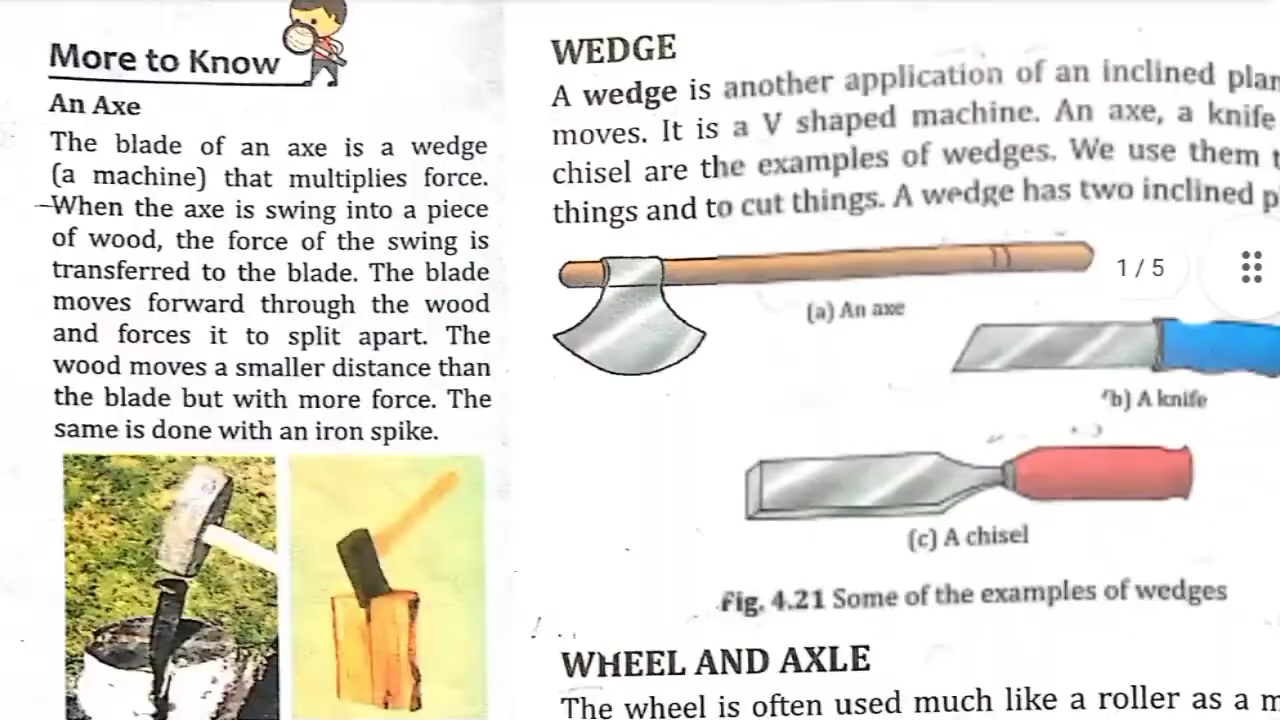 More to Know
An Axe
The blade of an axe is a wedge
(a machine) that multiplies force.
When the axe is swing into a piece
of wood, the force of the swing is
transferred to the blade. The blade
moves forward through the wood
and forces it to split apart. The
wood moves a smaller distance than
the blade but with more force. The
same is done with an iron spike.
WEDGE
A wedge is another application of an inclined
moves. It is a V shaped machine. An axe, a knife
chisel are the examples of wedges. We use them
things and to cut things. A wedge has two inclined
1 / 5
(a) An axe
b) A knife
(c) A chisel
Fig. 4.21 Some of the examples of wedges
WHEEL AND AXLE
The wheel is often used much like a roller as a